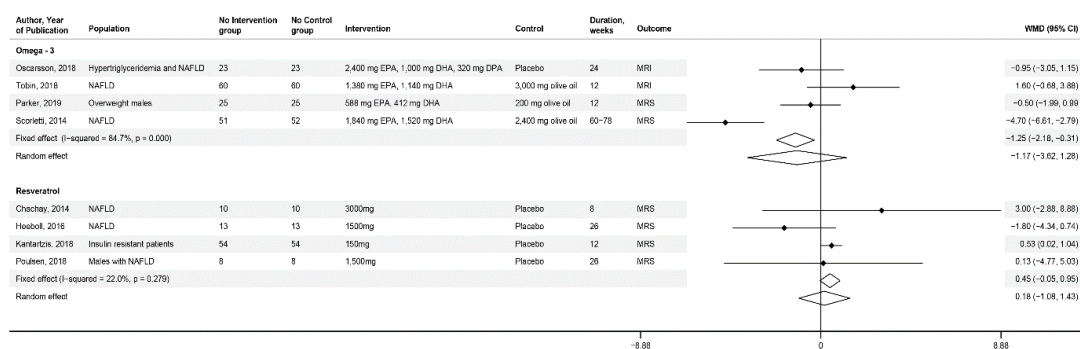 Author, Year of Publication Population No Intervention group No Control group Intervention Control Duration, weeks Outcome WMD (95% CI)
Omega - 3
Oscarsson, 2018 Hypertriglyceridemia and NAFLD 23 23 2,400 mg EPA, 1,000 mg DHA, 320 mg DPA Placebo 24 MRI −0.95 (−3.05, 1.15)
Tobin, 2018 NAFLD 60 60 1,380 mg EPA, 1,140 mg DHA 3,000 mg olive oil 12 MRI 1.60 (−0.68, 3.88)
Parker, 2019 Overweight males 25 25 588 mg EPA, 412 mg DHA 200 mg olive oil 12 MRS −0.50 (−1.99, 0.99
Scorletti, 2014 NAFLD 51 52 1,840 mg EPA, 1,520 mg DHA 2,400 mg olive oil 60−78 MRS −4.70 (−6.61, −2.79)
Fixed effect (I−squared = 84.7%, p = 0.000) −1.25 (−2.18, −0.31)
Random effect −1.17 (−3.62, 1.28)
Resveratrol
Chachay, 2014 NAFLD 10 10 3000mg Placebo 8 MRS 3.00 (−2.88, 8.88)
Heeboll, 2016 NAFLD 13 13 1500mg Placebo 26 MRS −1.80 (−4.34, 0.74)
Kantartzis, 2018 Insulin resistant patients 54 54 150mg Placebo 12 MRS 0.53 (0.02, 1.04)
Poulsen, 2018 Males with NAFLD 8 8 1,500mg Placebo 26 MRS 0.13 (−4.77, 5.03)
Fixed effect (I−squared = 22.0%, p = 0.279) 0.45 (−0.05, 0.95)
Random effect 0.18 (−1.08, 1.43)
−8.88 0 8.88